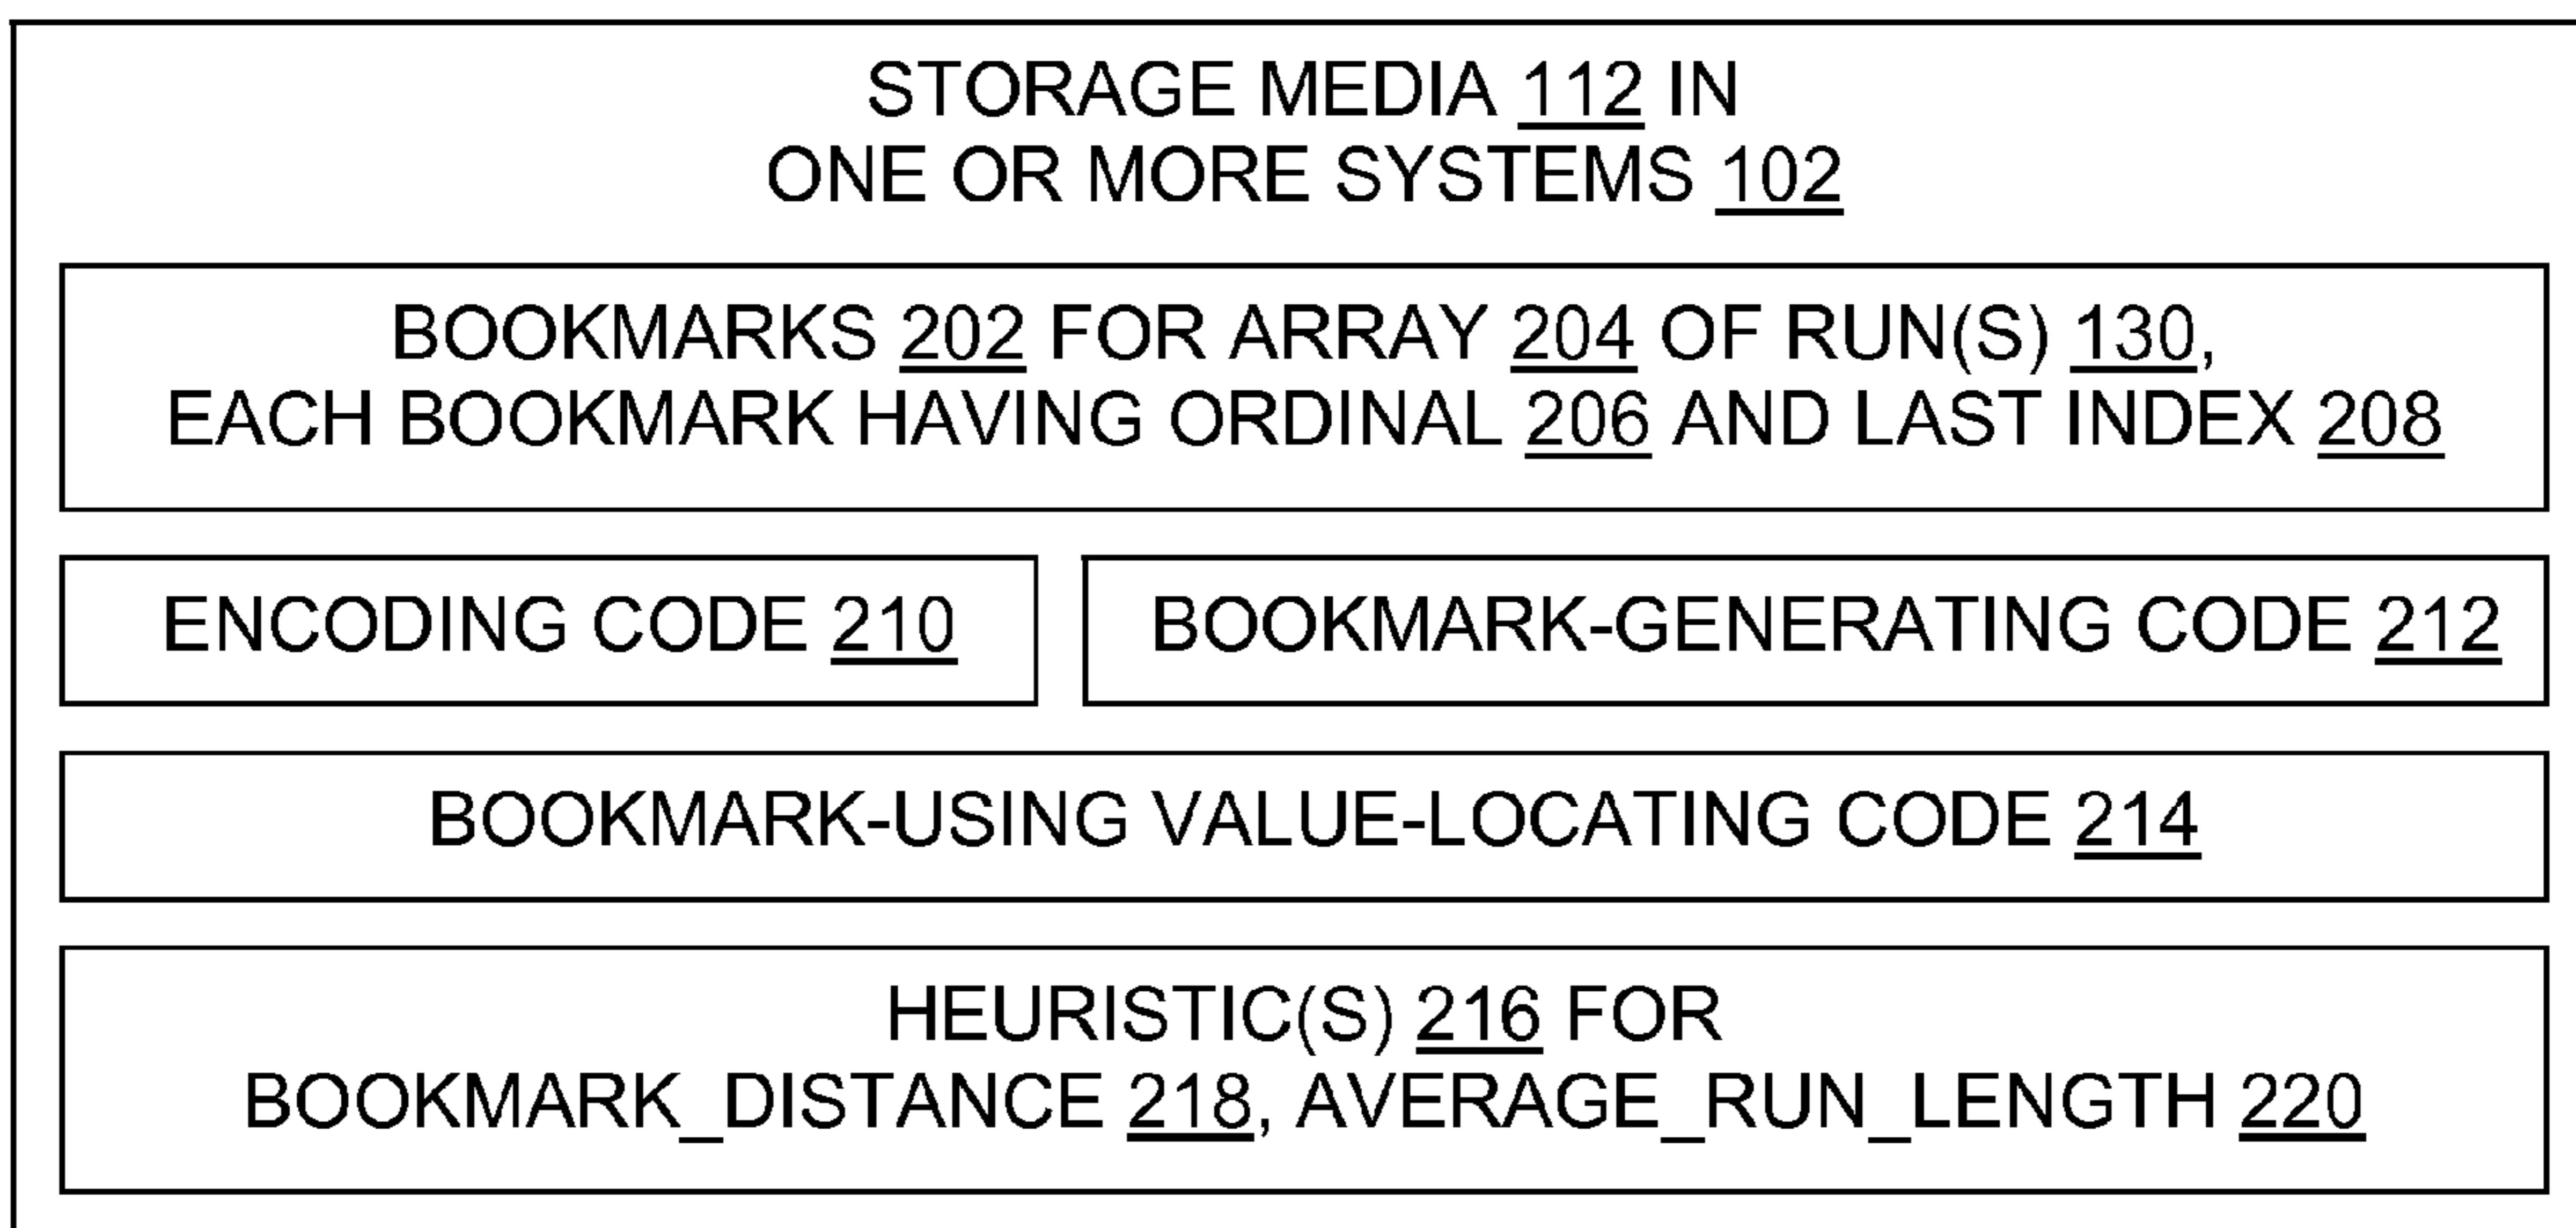 STORAGE MEDIA 112 IN
ONE OR MORE SYSTEMS 102
BOOKMARKS 202 FOR ARRAY 204 OF RUN(S) 130,
EACH BOOKMARK HAVING ORDINAL 206 AND LAST INDEX 208
ENCODING CODE 210
BOOKMARK-GENERATING CODE 212
BOOKMARK-USING VALUE-LOCATING CODE 214
HEURISTIC(S) 216 FOR
BOOKMARK_DISTANCE 218, AVERAGE_RUN_LENGTH 220